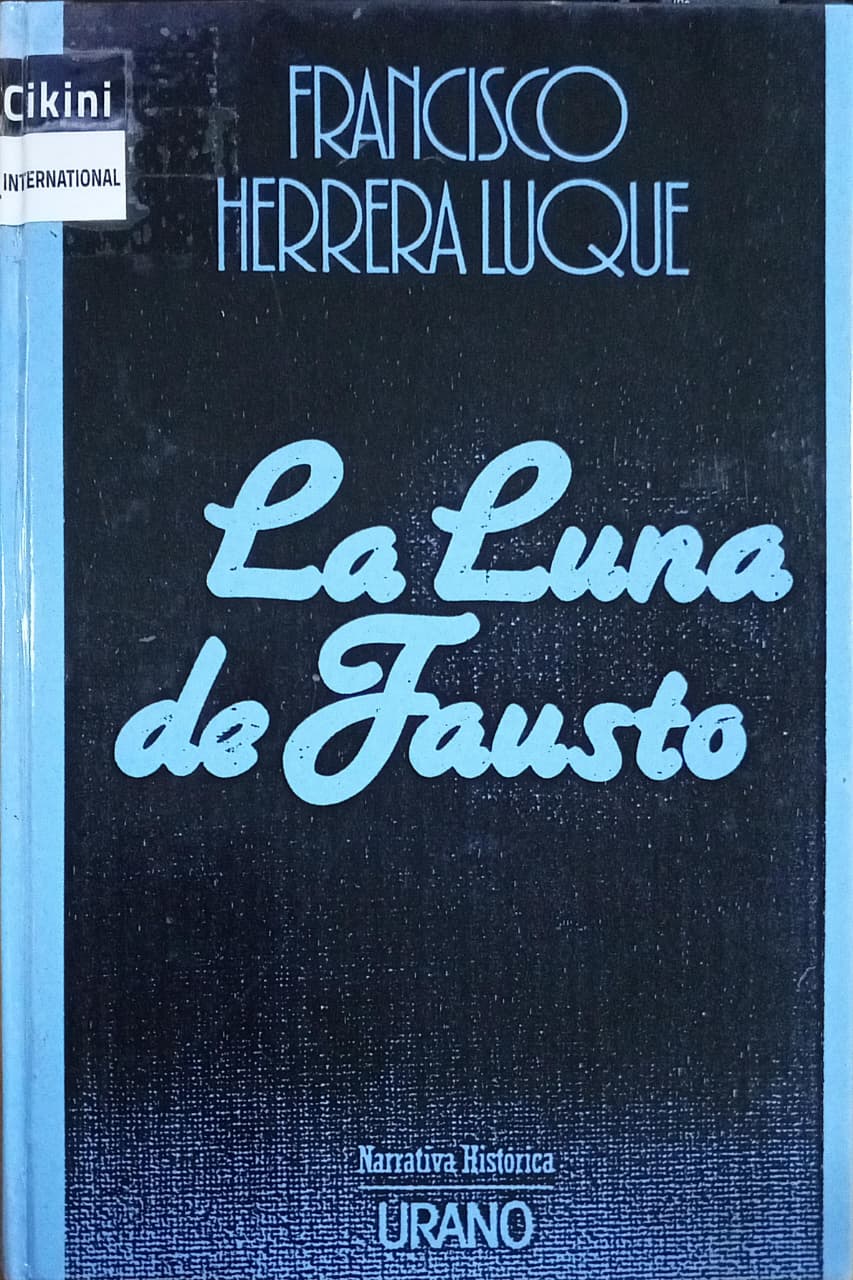 Cikini
INTERNATIONAL
FRANCISCO
HERRERA LUQUE
La Luna
de Fausto
Narrativa Histórica
URANO